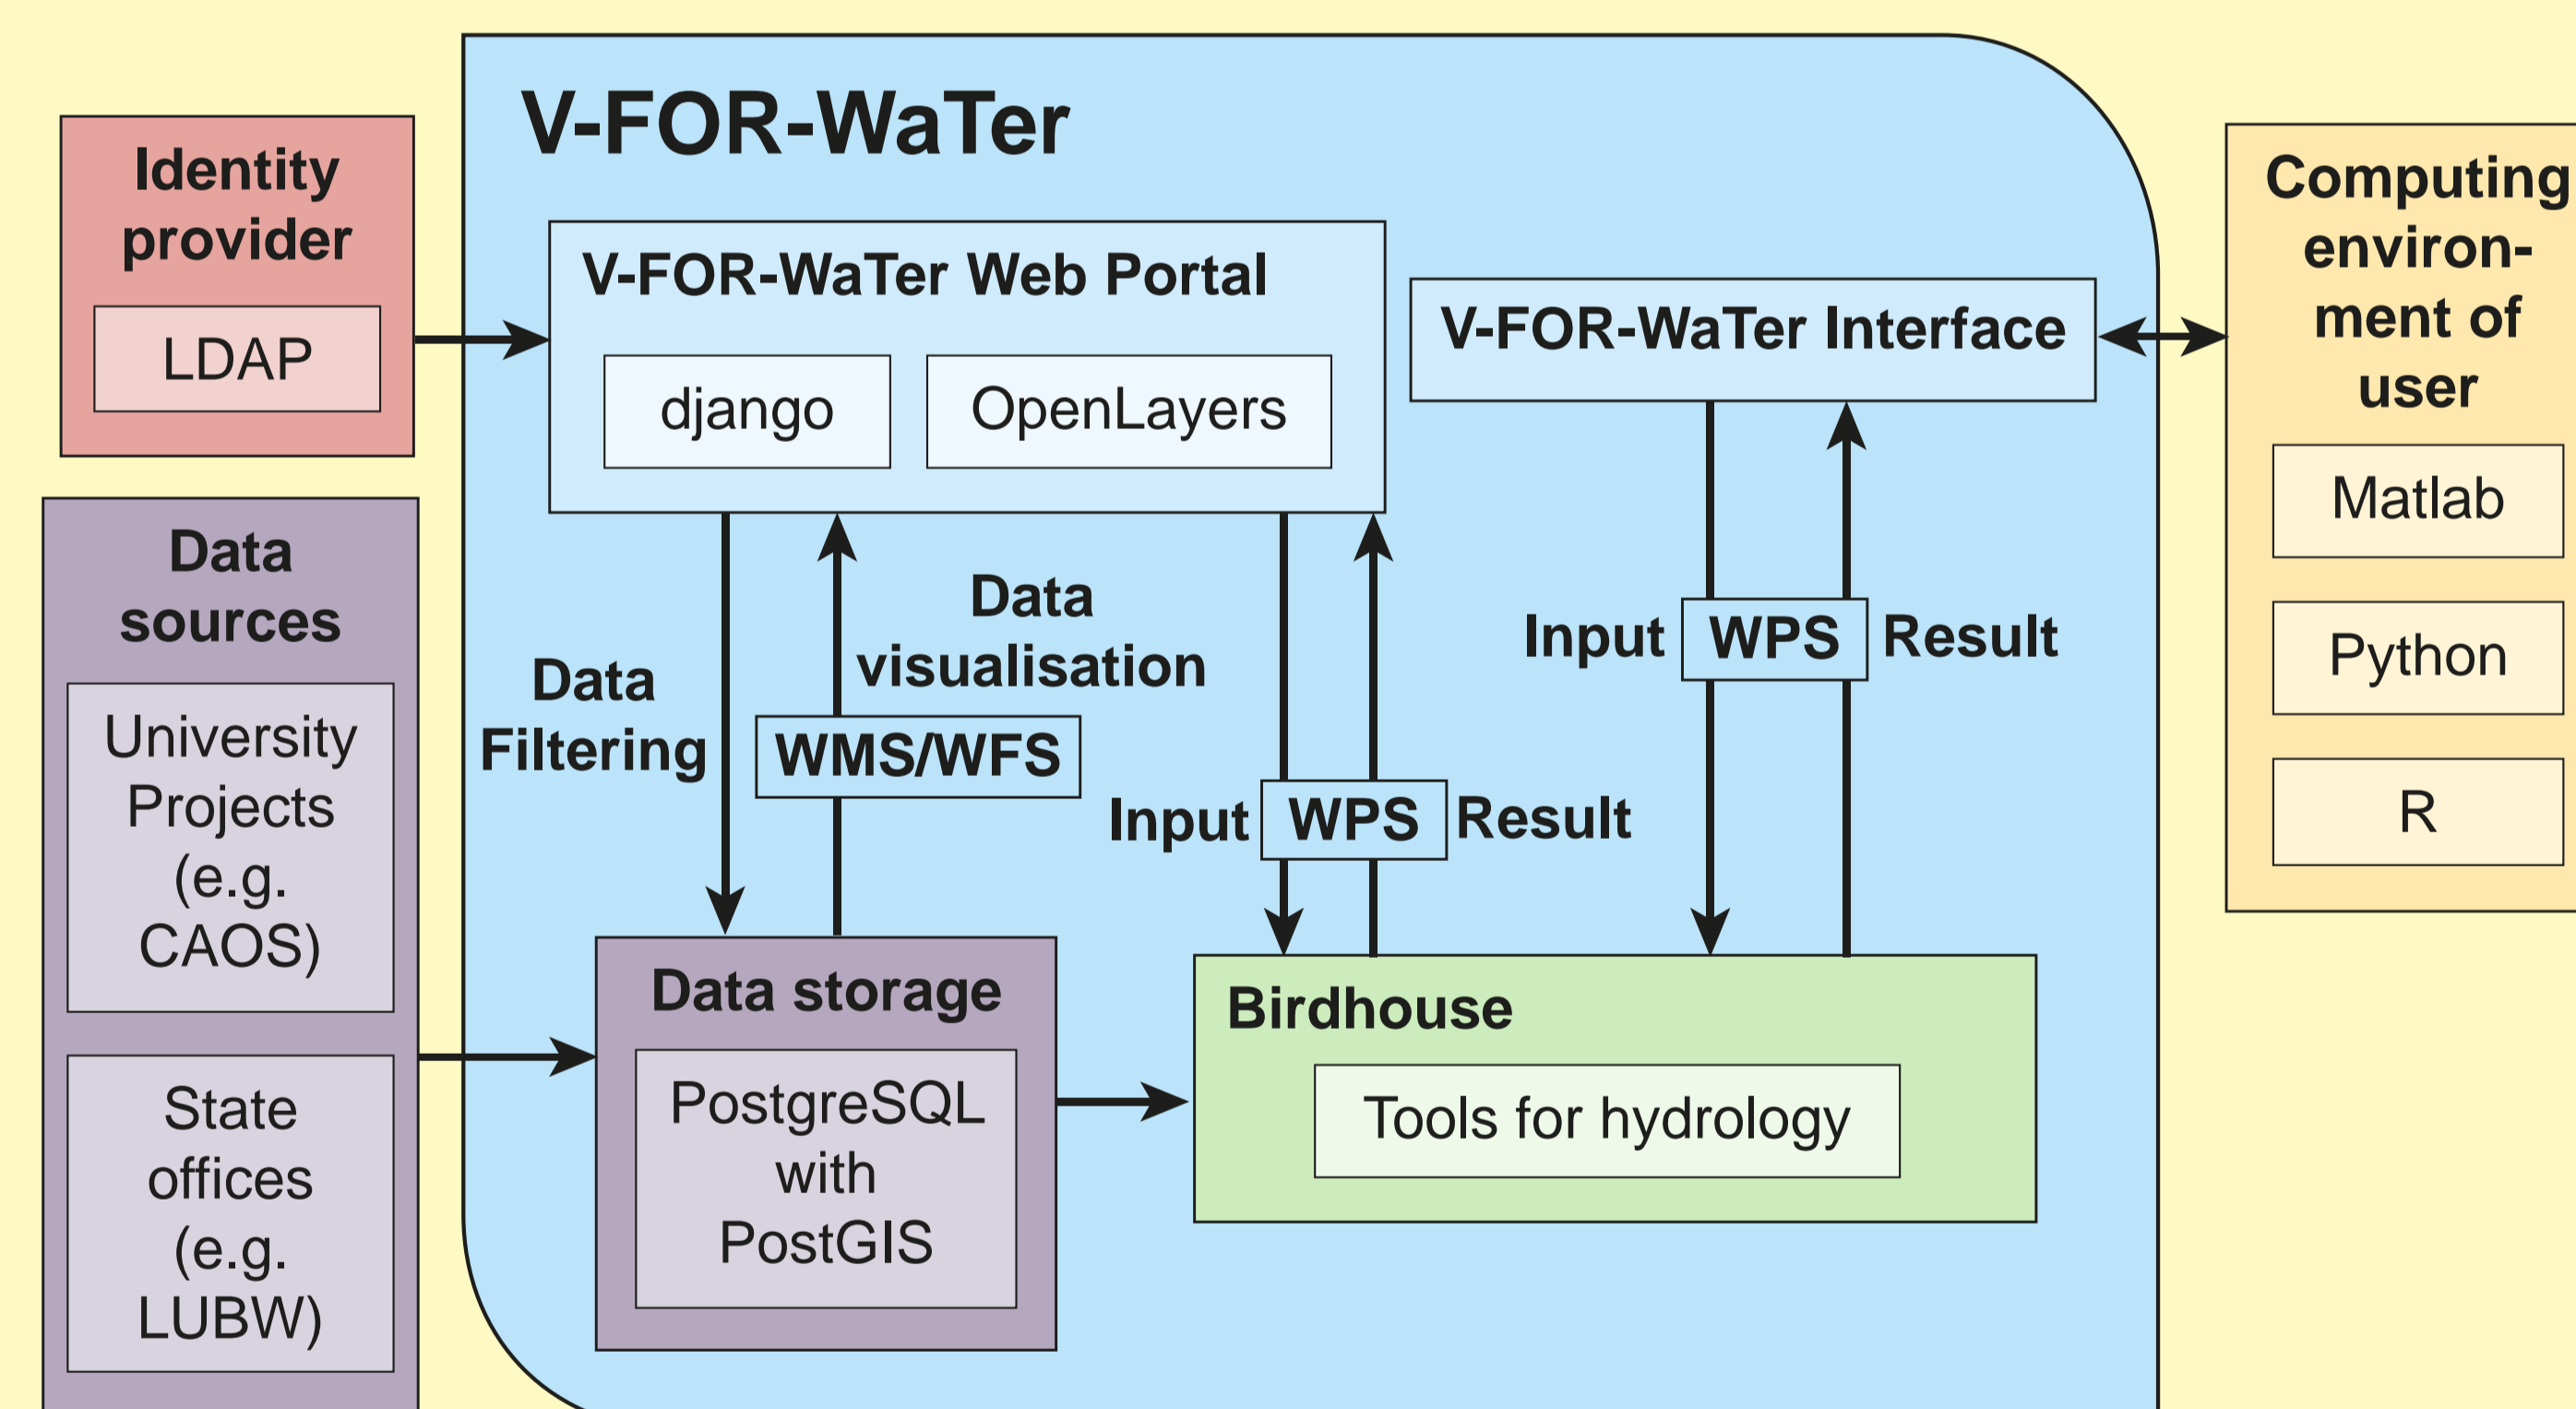 V-FOR-WaTer
Identity
provider
LDAP
Data
sources
University
Projects
(e.g.
CAOS)
State
offices
(e.g.
LUBW)
V-FOR-WaTer Web Portal
django
OpenLayers
V-FOR-WaTer Interface
Data
Filtering
Data
visualisation
WMS/WFS
Input
WPS
Result
Input
WPS
Result
Data storage
PostgreSQL
with
PostGIS
Birdhouse
Tools for hydrology
Computing
environ-
ment of
user
Matlab
Python
R